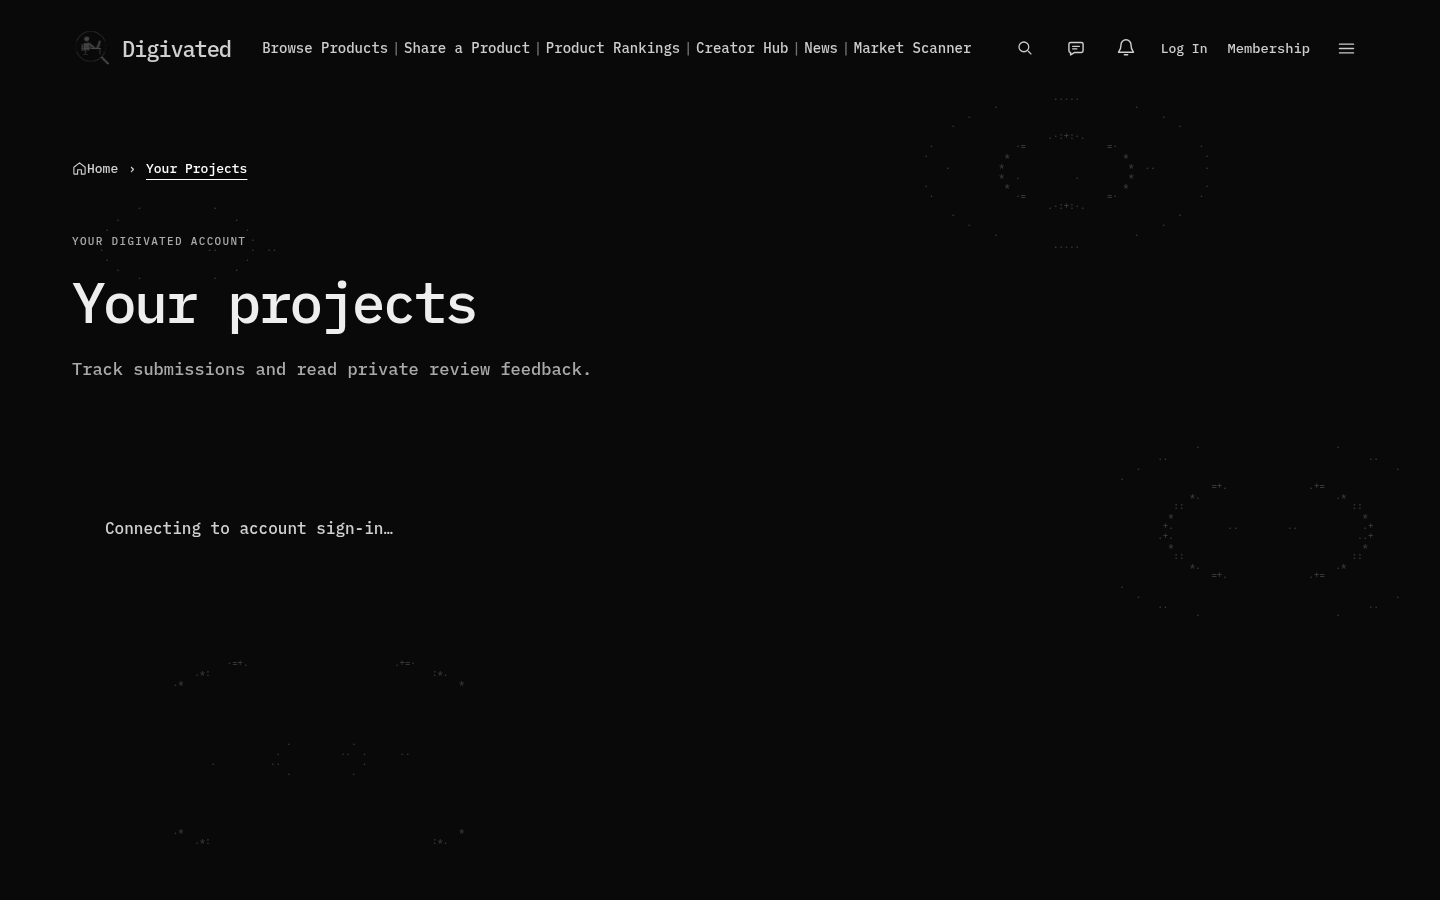 Digivated
Browse Products | Share a Product | Product Rankings | Creator Hub | News | Market Scanner
Log In
Membership
Home › Your Projects
YOUR DIGIVATED ACCOUNT
Your projects
Track submissions and read private review feedback.
Connecting to account sign-in…